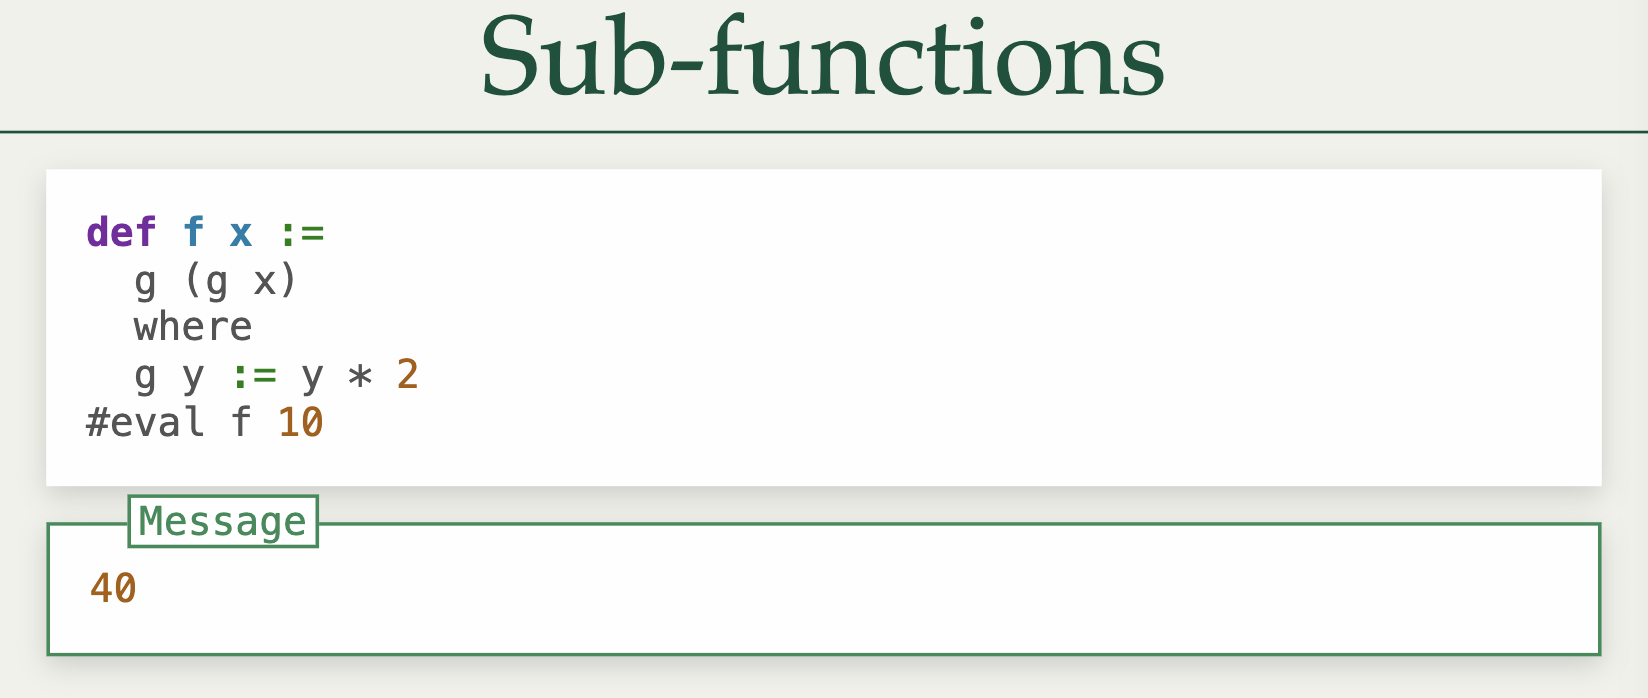 Sub-functions
def f x :=
  g (g x)
  where
  g y := y * 2
#eval f 10
Message
40